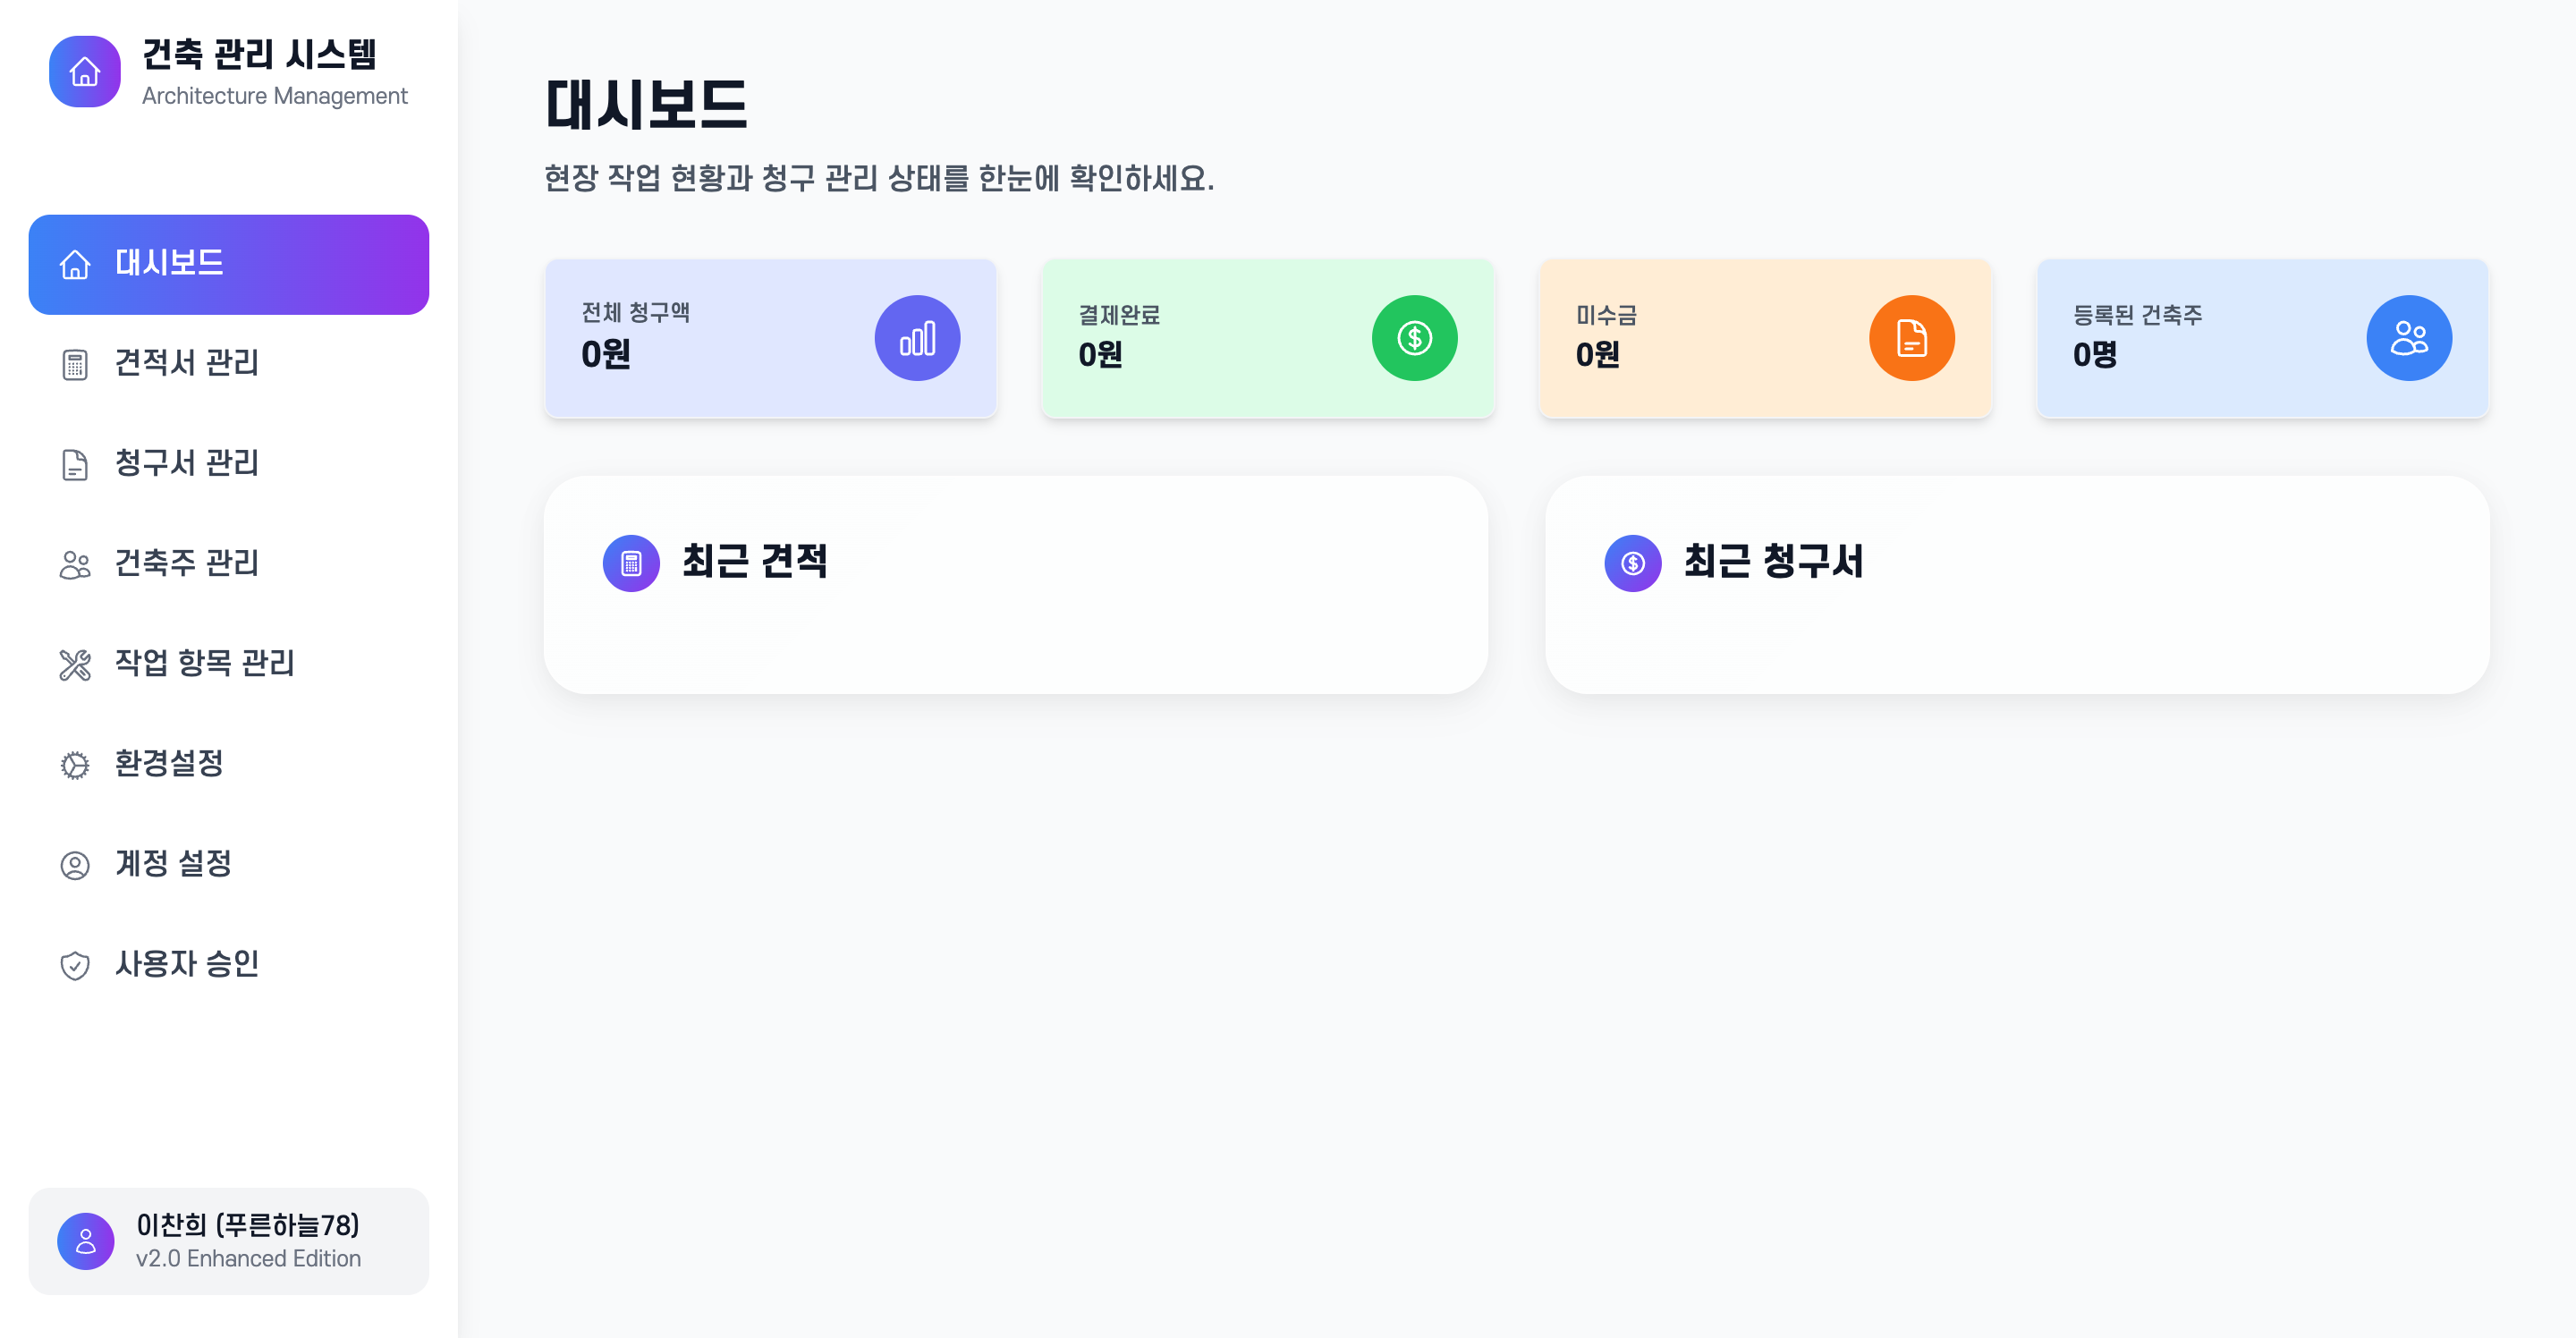 건축 관리 시스템
Architecture Management
대시보드
견적서 관리
청구서 관리
건축주 관리
작업 항목 관리
환경설정
계정 설정
사용자 승인
이찬희 (푸른하늘78)
v2.0 Enhanced Edition
대시보드
현장 작업 현황과 청구 관리 상태를 한눈에 확인하세요.
전체 청구액
0원
결제완료
0원
미수금
0원
등록된 건축주
0명
최근 견적
최근 청구서